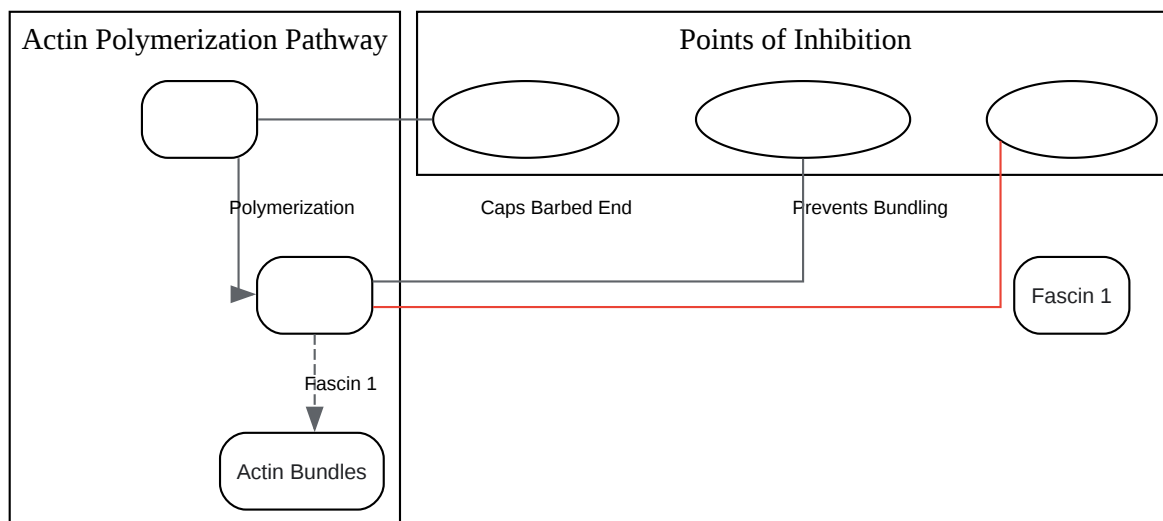 Actin Polymerization Pathway
Points of Inhibition
Polymerization
Caps Barbed End
Prevents Bundling
Fascin 1
Fascin 1
Actin Bundles